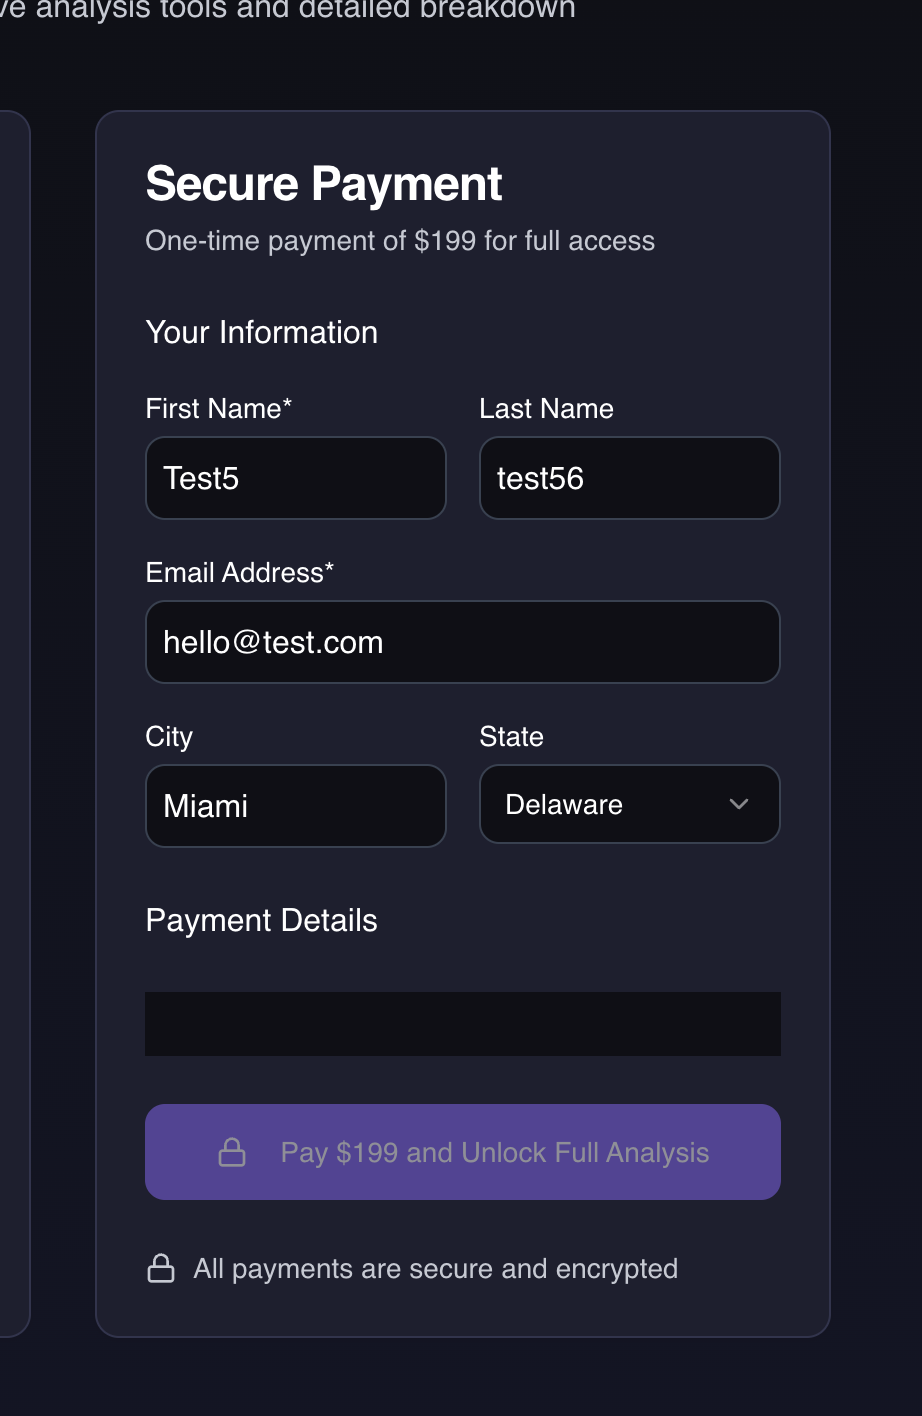 ve analysis tools and detailed breakdown
Secure Payment
One-time payment of $199 for full access
Your Information
First Name*
Last Name
Test5
test56
Email Address*
hello@test.com
City
State
Miami
Delaware
Payment Details
Pay $199 and Unlock Full Analysis
All payments are secure and encrypted